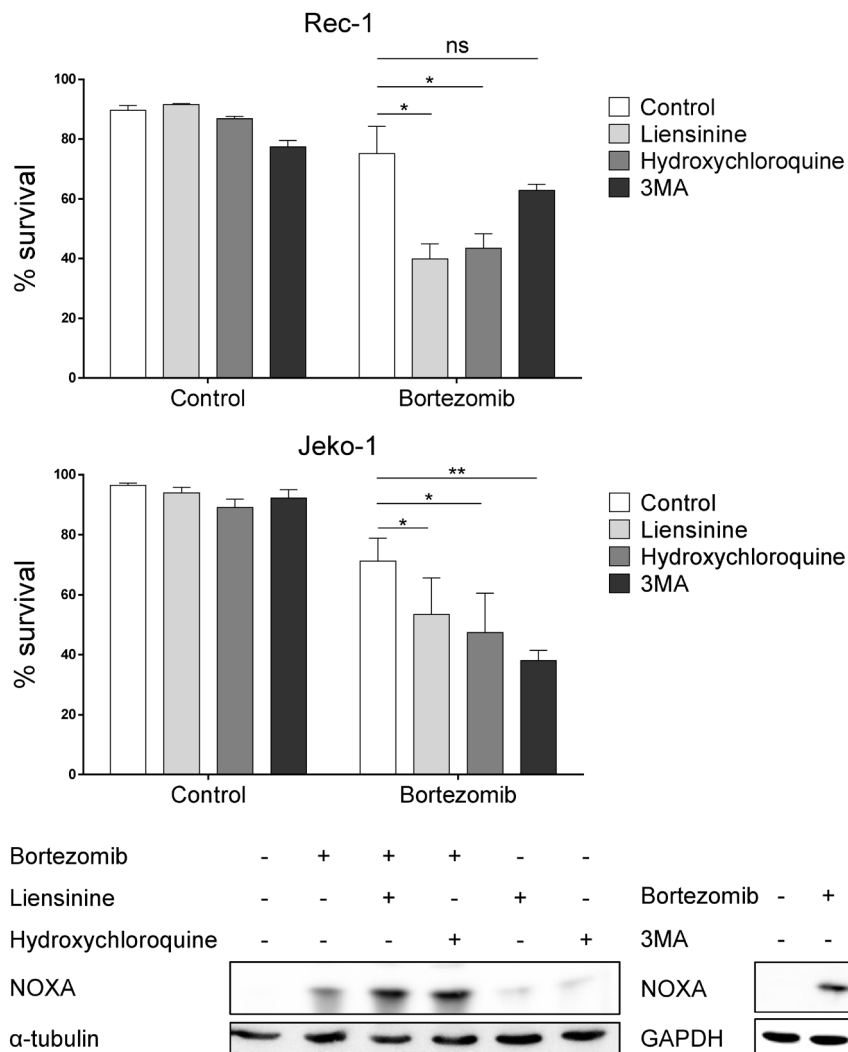 Rec-1
ns
*
*
100
80
60
40
20
0
% survival
Control
Bortezomib
Control
Liensinine
Hydroxychloroquine
3MA
Jeko-1
**
*
*
100
80
60
40
20
0
% survival
Control
Bortezomib
Control
Liensinine
Hydroxychloroquine
3MA
Bortezomib - + + + - -
Liensinine - - + - + -
Hydroxychloroquine - - - + - +
NOXA
α-tubulin
Bortezomib - +
3MA - -
NOXA
GAPDH